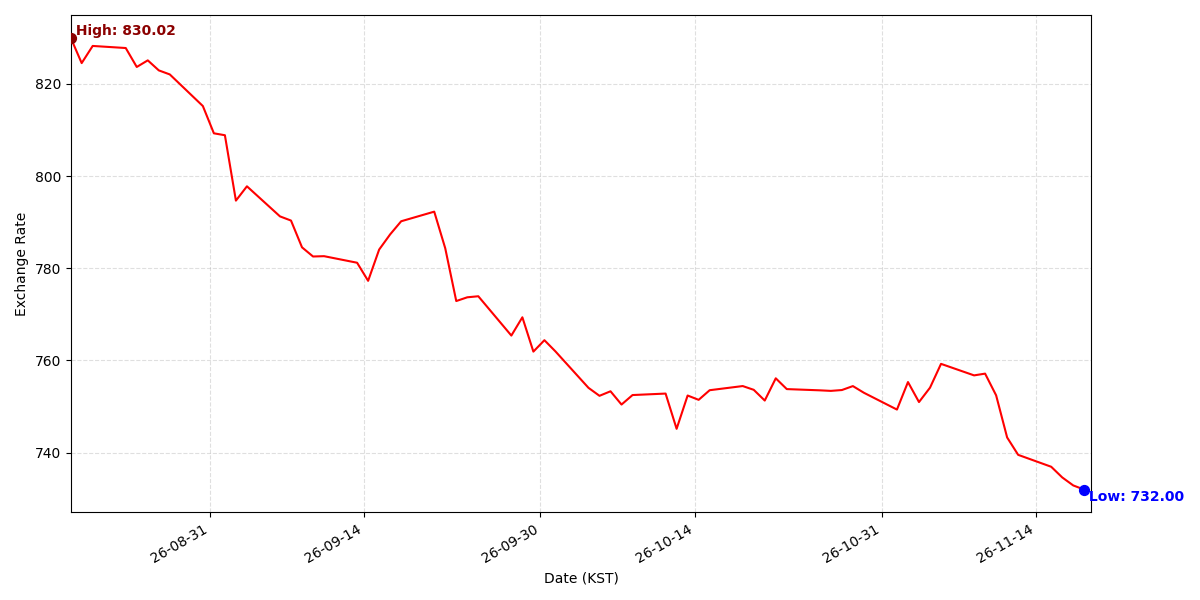 High: 830.02
820
800
780
760
740
Exchange Rate
Low: 732.00
26-08-31
26-09-14
26-09-30
26-10-14
26-10-31
26-11-14
Date (KST)